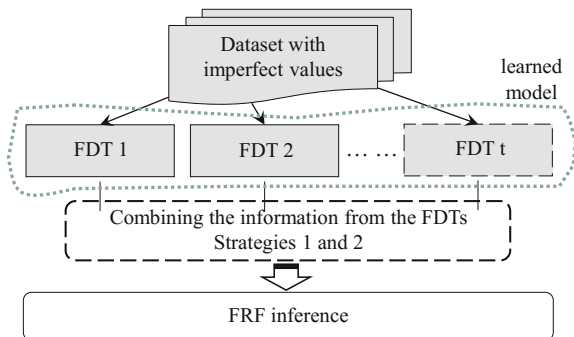 Dataset with
imperfect values
learned
model
FDT 1
FDT 2
... ...
FDT t
Combining the information from the FDTs
Strategies 1 and 2
FRF inference